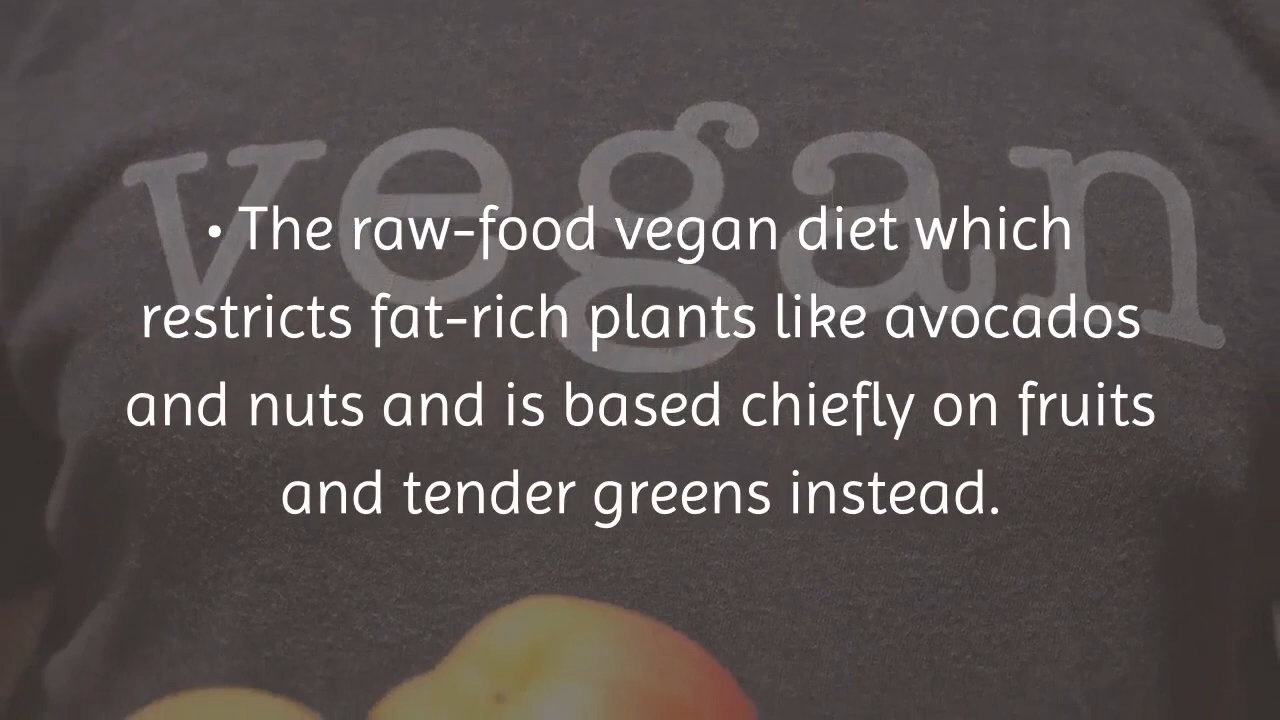 vegan
• The raw-food vegan diet which
restricts fat-rich plants like avocados
and nuts and is based chiefly on fruits
and tender greens instead.